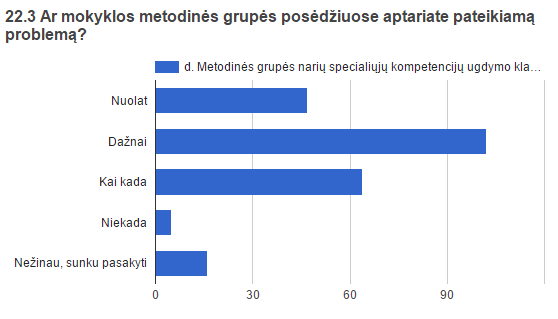 22.3 Ar mokyklos metodinės grupės posėdžiuose aptariate pateikiamą
problemą?
d. Metodinės grupės narių specialiųjų kompetencijų ugdymo kla…
Nuolat
Dažnai
Kai kada
Niekada
Nežinau, sunku pasakyti
0 30 60 90